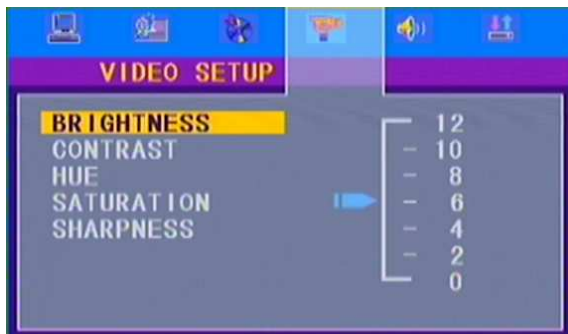 VIDEO SETUP
BRIGHTNESS
CONTRAST
HUE
SATURATION
SHARPNESS
12
10
8
6
4
2
0